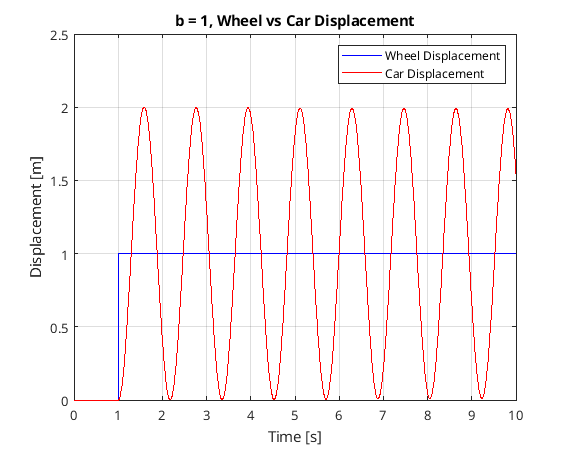 b = 1, Wheel vs Car Displacement
Wheel Displacement
Car Displacement
Displacement [m]
2.5
2
1.5
1
0.5
0
0 1 2 3 4 5 6 7 8 9 10
Time [s]